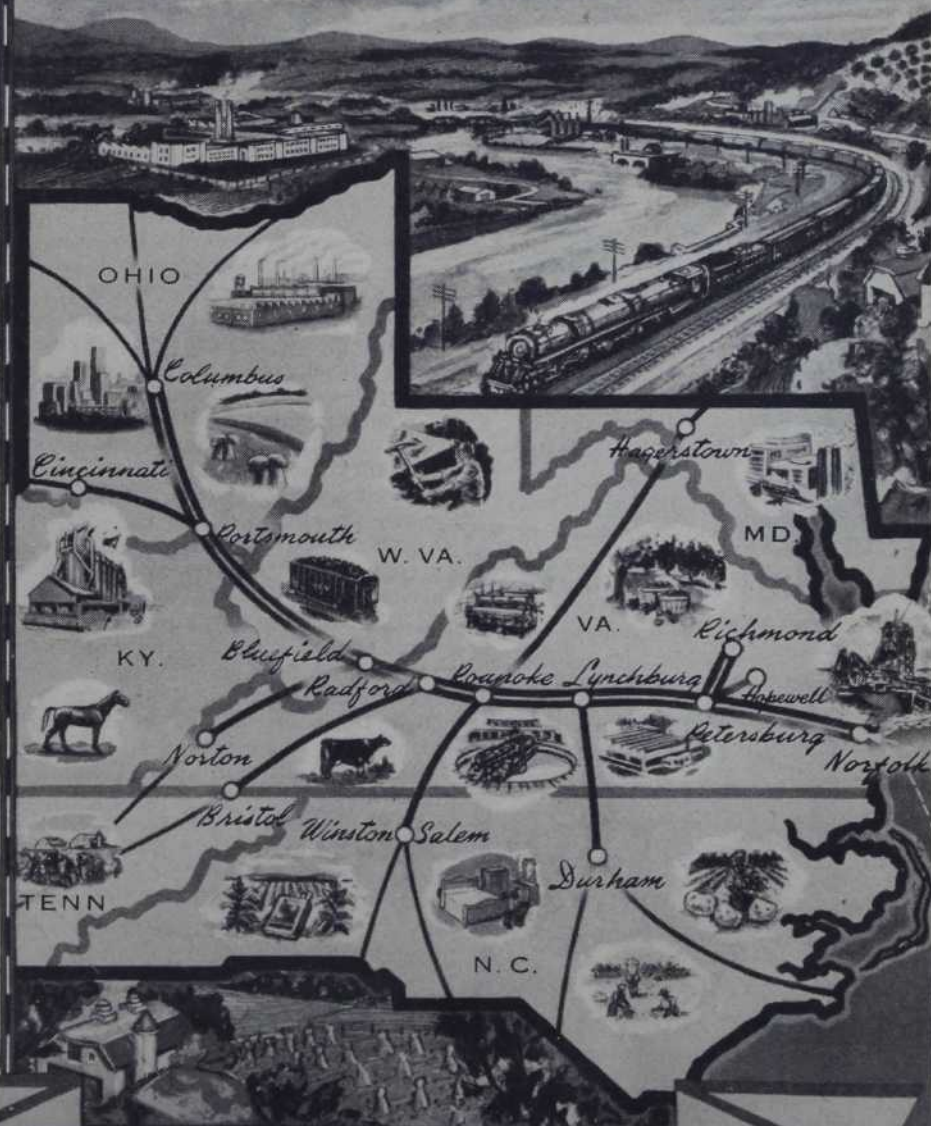 OHIO
Columbus
Cincinnati
Hagerstown
Portsmouth
W. VA.
MD.
VA.
Richmond
KY.
Bluefield
Radford
Roanoke
Lynchburg
Hopewell
Petersburg
Norton
Norfolk
Bristol
Winston Salem
Durham
TENN
N. C.